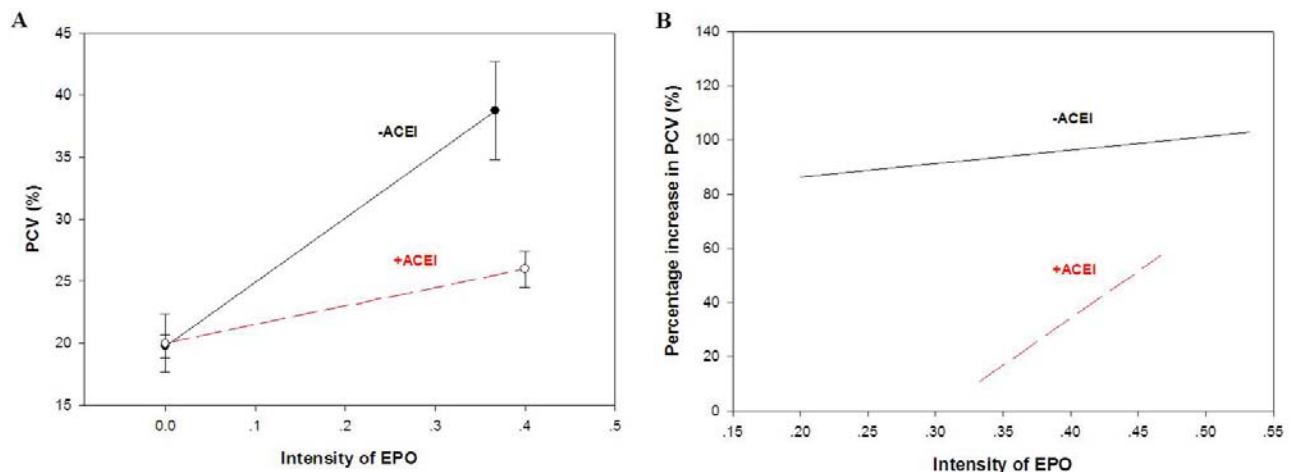 A
45
40
35
30
25
20
15
PCV (%)
-ACEI
+ACEI
0.0 .1 .2 .3 .4 .5
Intensity of EPO
B
140
120
100
80
60
40
20
0
Percentage increase in PCV (%)
-ACEI
+ACEI
.15 .20 .25 .30 .35 .40 .45 .50 .55
Intensity of EPO